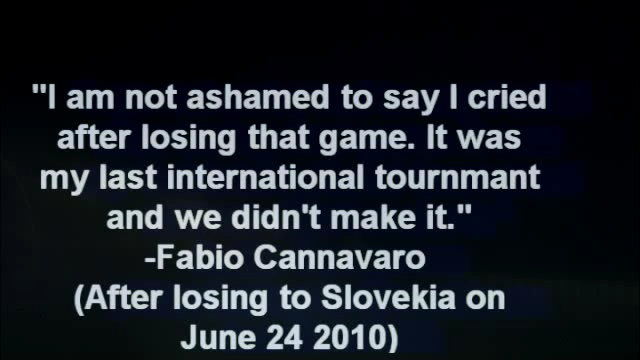 "I am not ashamed to say I cried
after losing that game. It was
my last international tournmant
and we didn't make it."
-Fabio Cannavaro
(After losing to Slovekia on
June 24 2010)